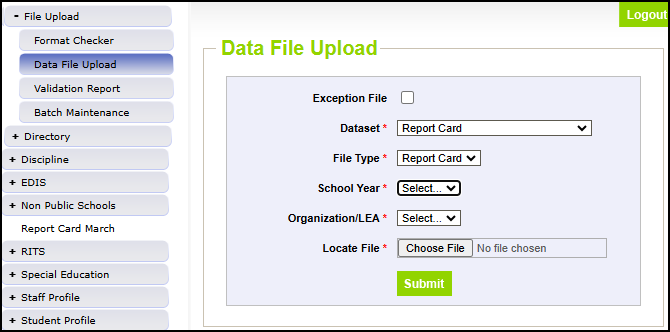 - File Upload
Format Checker
Data File Upload
Validation Report
Batch Maintenance
+ Directory
+ Discipline
+ EDIS
+ Non Public Schools
Report Card March
+ RITS
+ Special Education
+ Staff Profile
+ Student Profile
Logout
Data File Upload
Exception File
Dataset * Report Card
File Type * Report Card
School Year * Select...
Organization/LEA * Select...
Locate File * Choose File No file chosen
Submit